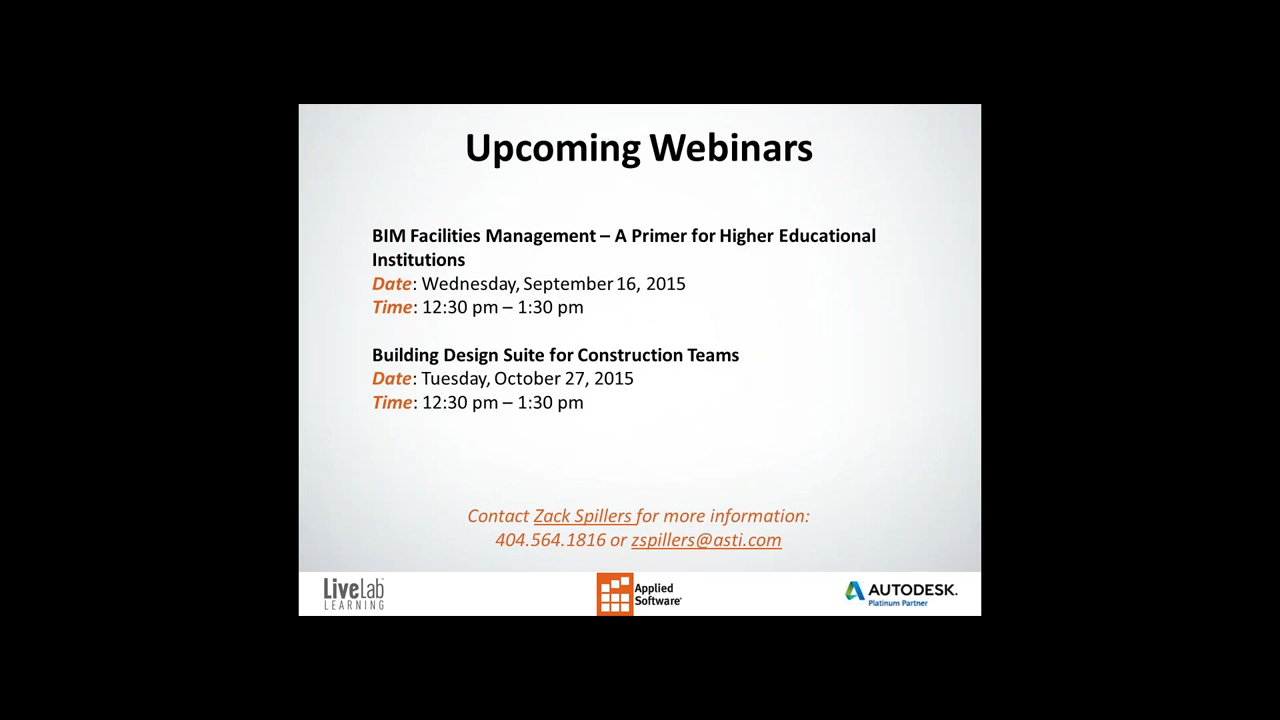 Upcoming Webinars
BIM Facilities Management – A Primer for Higher Educational
Institutions
Date: Wednesday, September 16, 2015
Time: 12:30 pm – 1:30 pm
Building Design Suite for Construction Teams
Date: Tuesday, October 27, 2015
Time: 12:30 pm – 1:30 pm
Contact Zack Spillers for more information:
404.564.1816 or zspillers@asti.com
LiveLab
LEARNING
Applied
Software
AUTODESK.
Platinum Partner